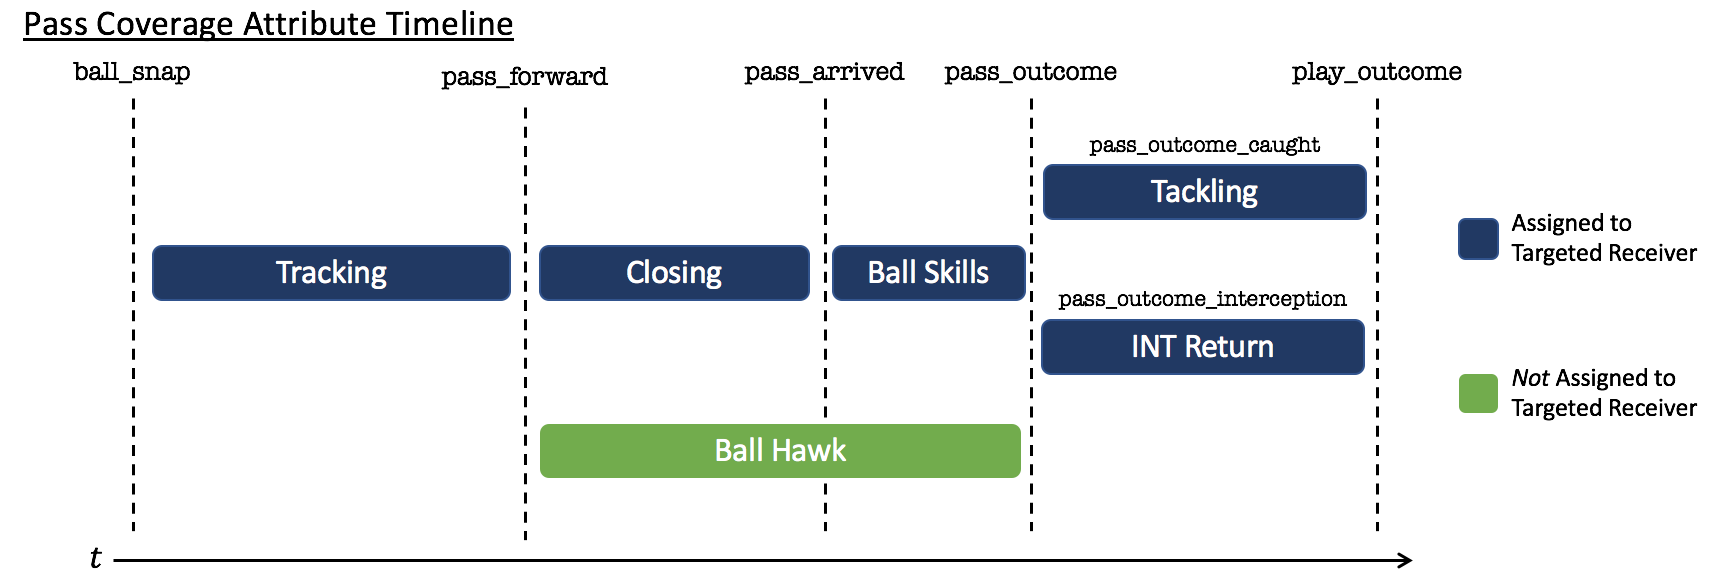 Pass Coverage Attribute Timeline
ball_snap
pass_forward
pass_arrived
pass_outcome
play_outcome
pass_outcome_caught
Tackling
Assigned to
Targeted Receiver
Tracking
Closing
Ball Skills
pass_outcome_interception
INT Return
Not Assigned to
Targeted Receiver
Ball Hawk
t